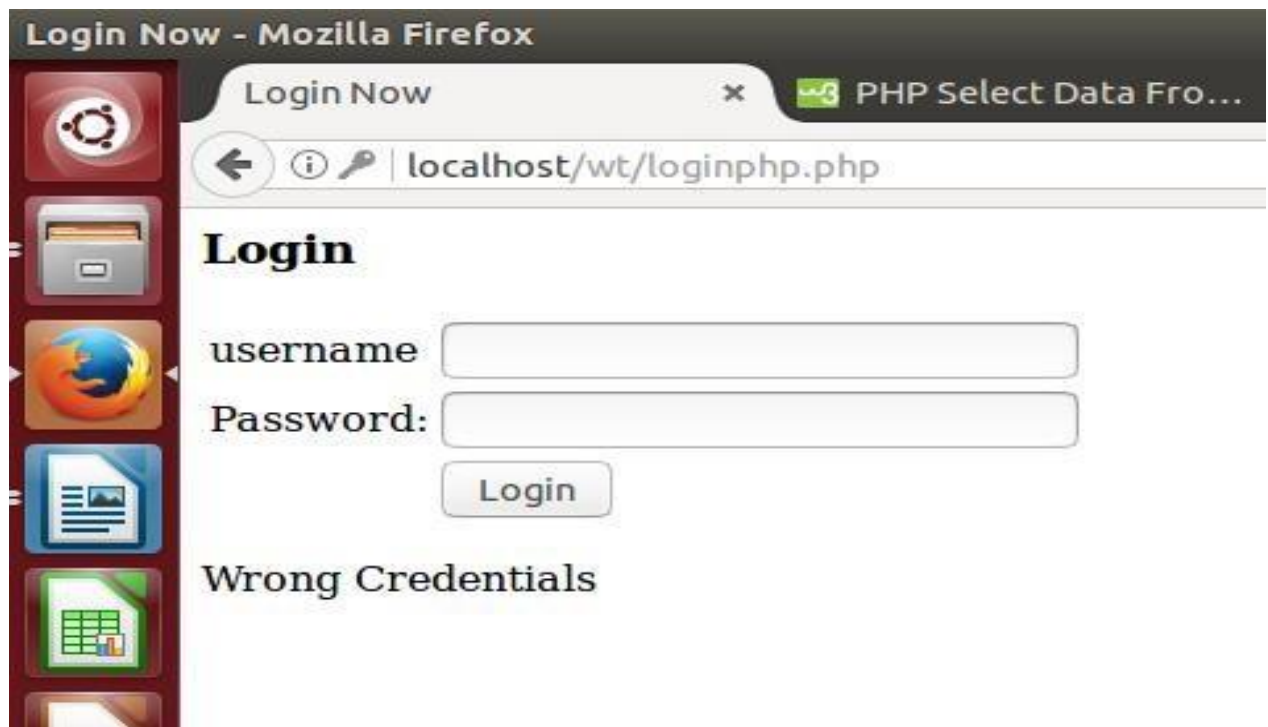 Login Now - Mozilla Firefox
Login Now × PHP Select Data Fro...
localhost/wt/loginphp.php
Login
username
Password:
Login
Wrong Credentials